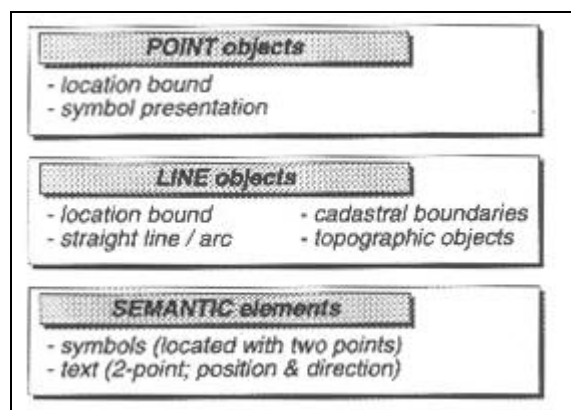 POINT objects
- location bound
- symbol presentation
LINE objects
- location bound - cadastral boundaries
- straight line / arc - topographic objects
SEMANTIC elements
- symbols (located with two points)
- text (2-point; position & direction)